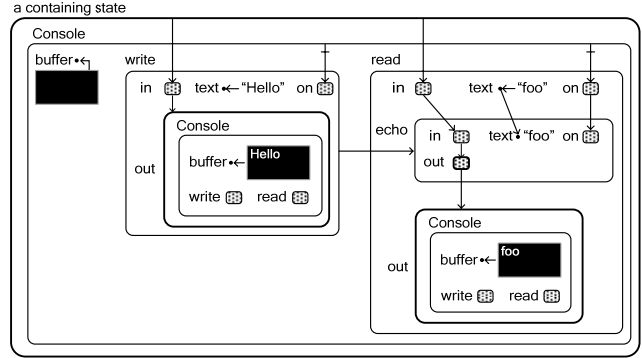 a containing state
Console
buffer
write
read
in
text
“Hello”
on
in
text
“foo”
on
echo
in
text
“foo”
on
out
Console
buffer
Hello
out
write
read
Console
buffer
foo
out
write
read